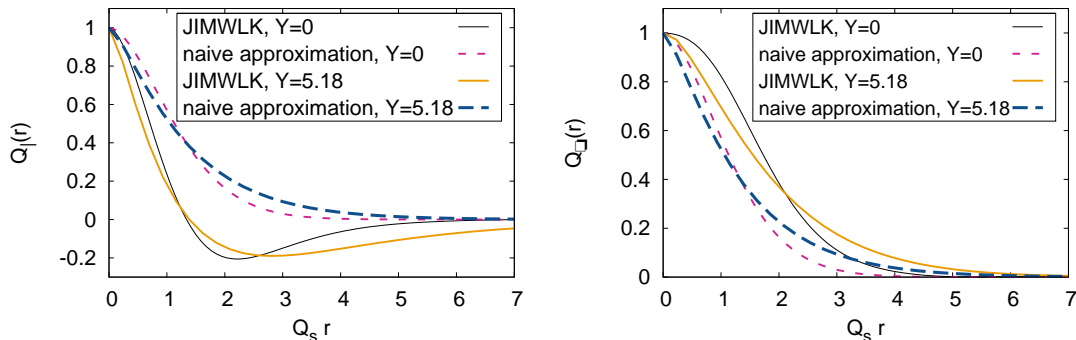 JIMWLK, Y=0
naive approximation, Y=0
JIMWLK, Y=5.18
naive approximation, Y=5.18
1
0.8
0.6
0.4
0.2
0
-0.2
Q|(r)
0 1 2 3 4 5 6 7
Q_s r
JIMWLK, Y=0
naive approximation, Y=0
JIMWLK, Y=5.18
naive approximation, Y=5.18
1
0.8
0.6
0.4
0.2
0
Q□(r)
0 1 2 3 4 5 6 7
Q_s r